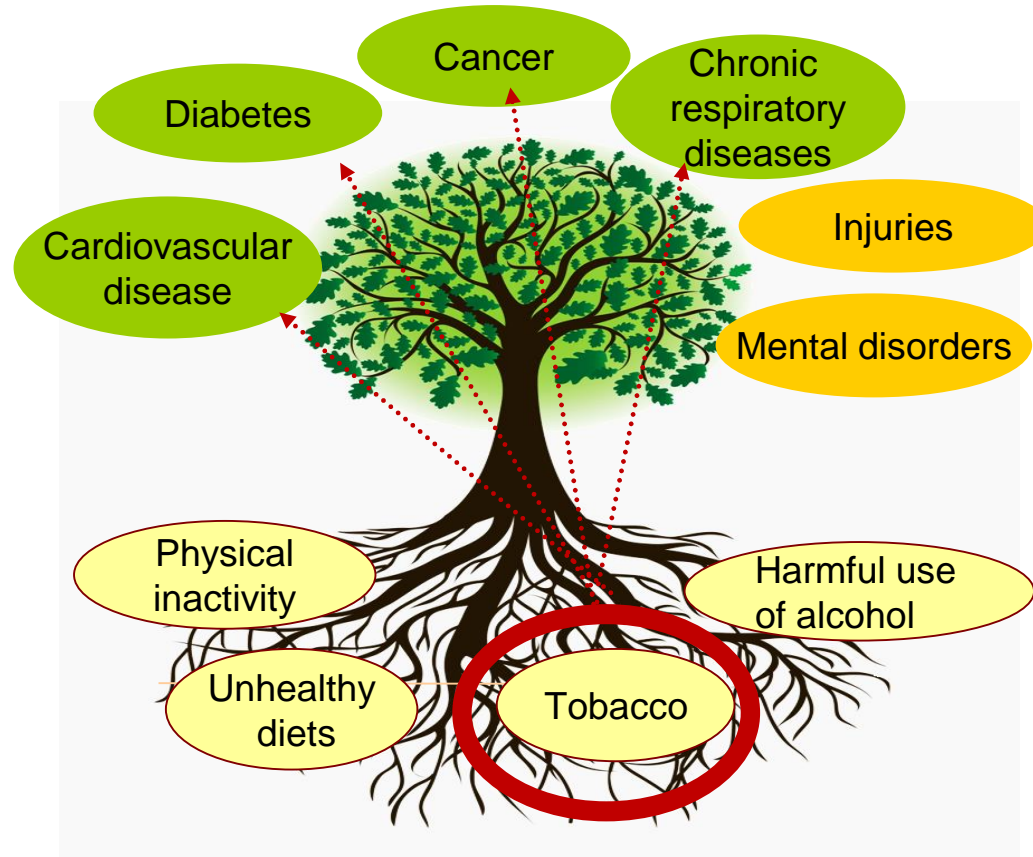 Cancer
Chronic
respiratory
diseases
Diabetes
Injuries
Cardiovascular
disease
Mental disorders
Physical
inactivity
Harmful use
of alcohol
Unhealthy
diets
Tobacco